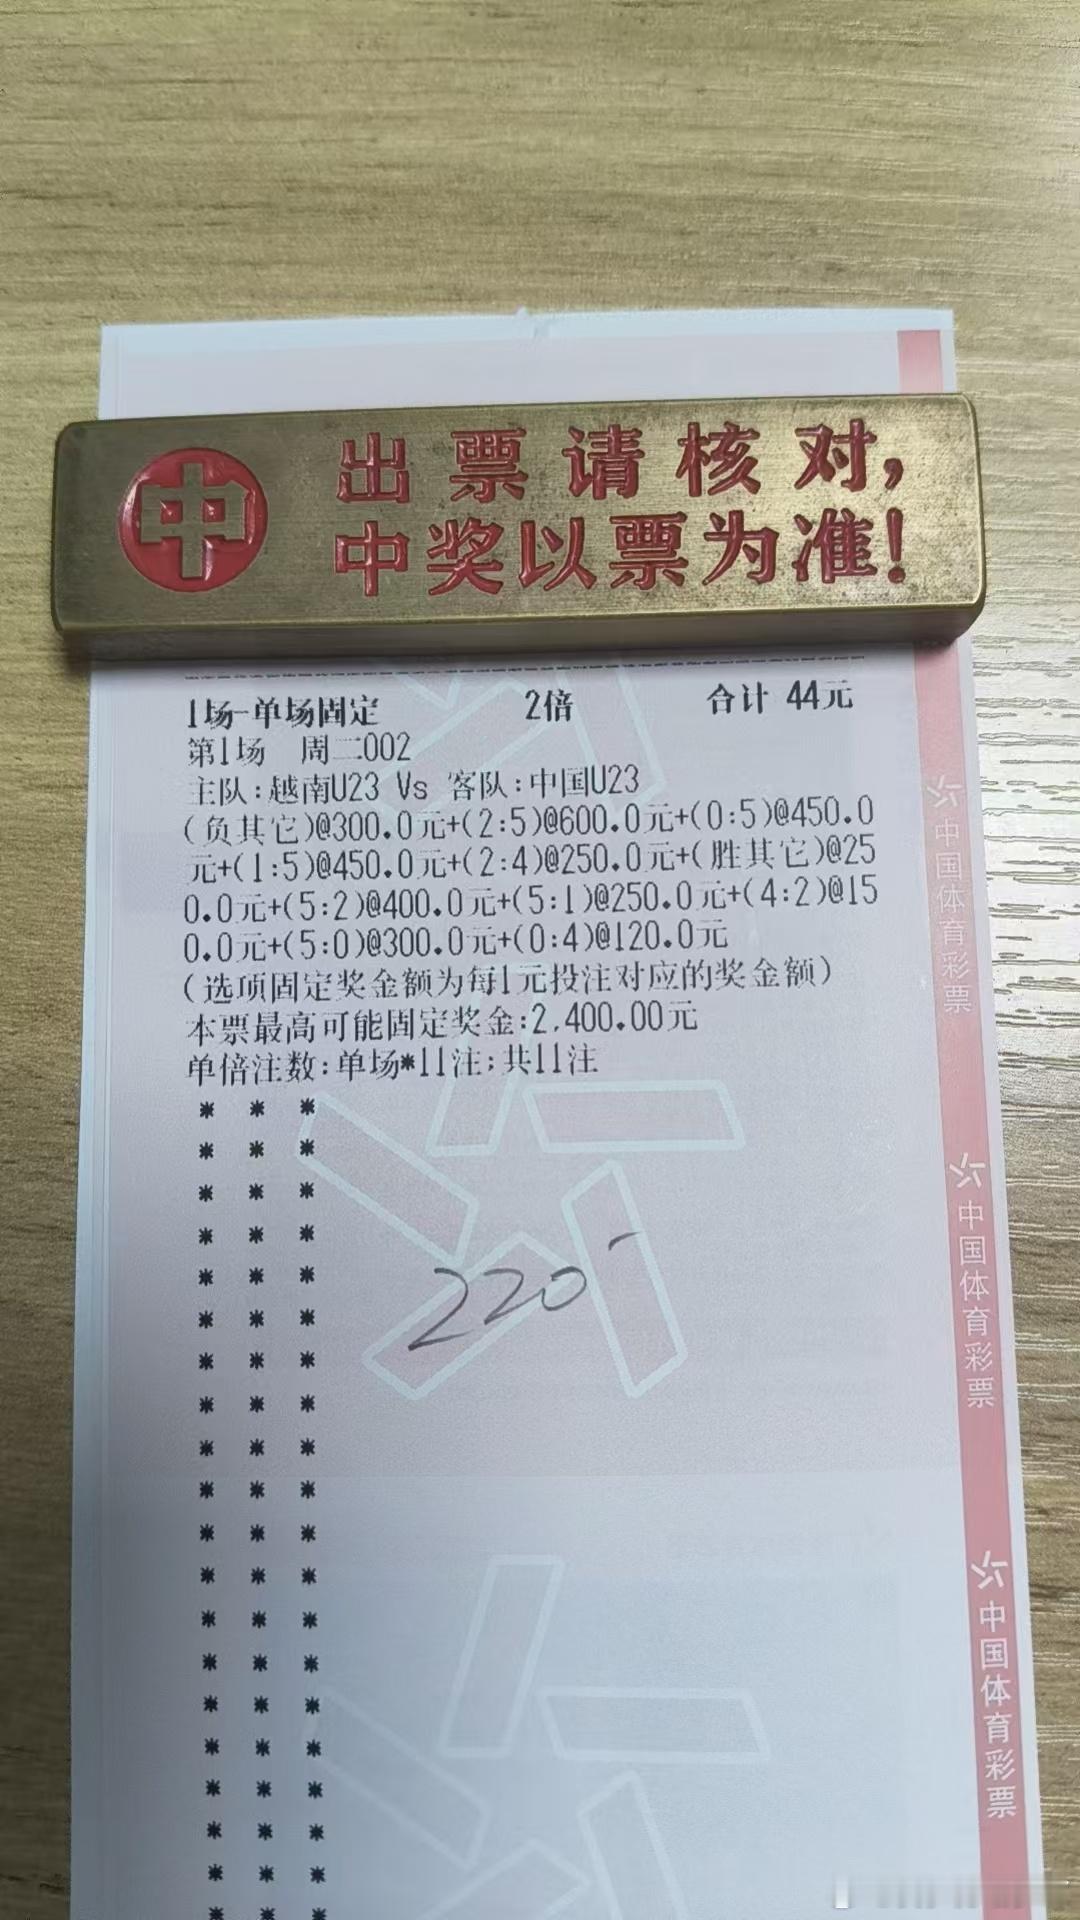 中 出票请核对，
中奖以票为准！
1场-单场固定 2倍 合计 44元
第1场 周二002
主队:越南U23 Vs 客队:中国U23
(负其它)@300.0元+(2:5)@600.0元+(0:5)@450.0
元+(1:5)@450.0元+(2:4)@250.0元+(胜其它)@25
0.0元+(5:2)@400.0元+(5:1)@250.0元+(4:2)@15
0.0元+(5:0)@300.0元+(0:4)@120.0元
(选项固定奖金额为每1元投注对应的奖金额)
本票最高可能固定奖金:2,400.00元
单倍注数:单场*11注;共11注
220-
中国体育彩票
中国体育彩票
中国体育彩票